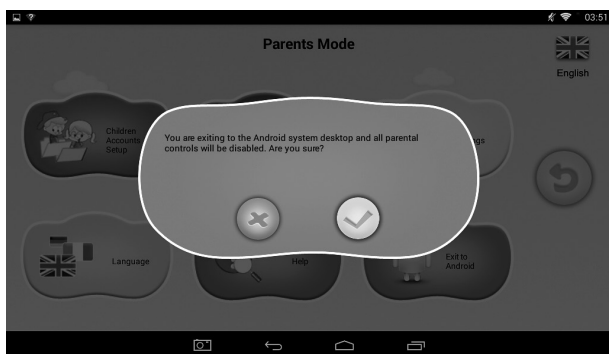 03:51
Parents Mode
English
Children
Accounts
Setup
gs
You are exiting to the Android system desktop and all parental
controls will be disabled. Are you sure?
Language
Help
Exit to
Android